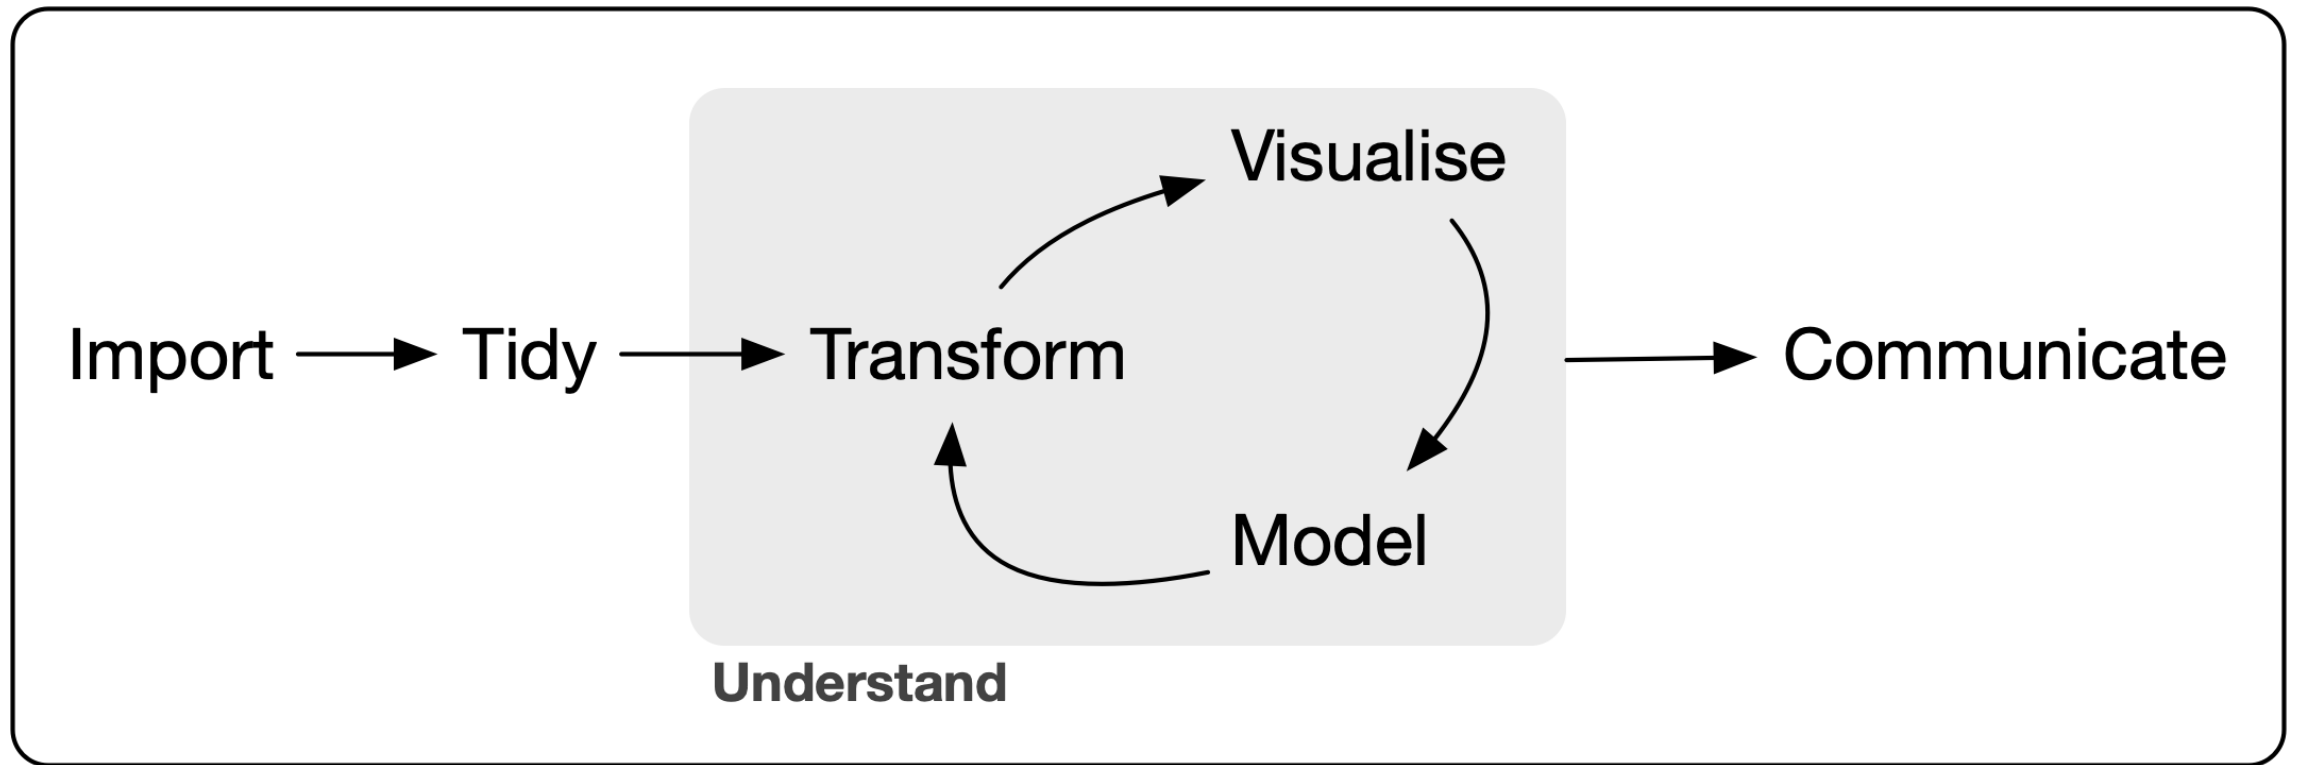 Import
Tidy
Transform
Visualise
Model
Communicate
Understand